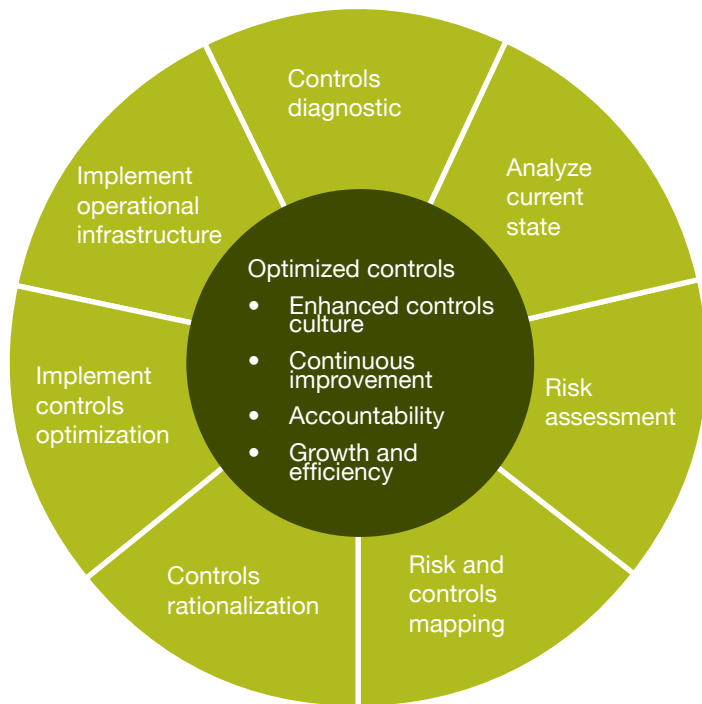 Controls
diagnostic
Analyze
current
state
Risk
assessment
Risk and
controls
mapping
Controls
rationalization
Implement
controls
optimization
Implement
operational
infrastructure
Optimized controls
• Enhanced controls
culture
• Continuous
improvement
• Accountability
• Growth and
efficiency